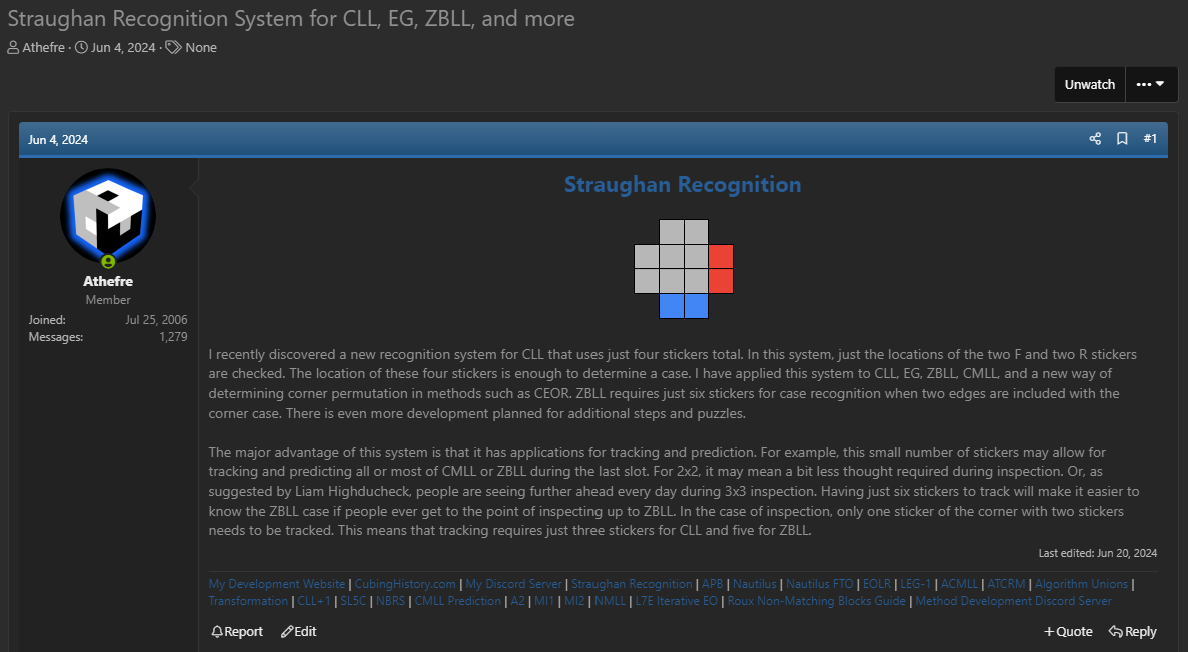 Straughan Recognition System for CLL, EG, ZBLL, and more
Athefre · Jun 4, 2024 · None
Unwatch
Jun 4, 2024
#1
Straughan Recognition
Athefre
Member
Joined: Jul 25, 2006
Messages: 1,279
I recently discovered a new recognition system for CLL that uses just four stickers total. In this system, just the locations of the two F and two R stickers
are checked. The location of these four stickers is enough to determine a case. I have applied this system to CLL, EG, ZBLL, CMLL, and a new way of
determining corner permutation in methods such as CEOR. ZBLL requires just six stickers for case recognition when two edges are included with the
corner case. There is even more development planned for additional steps and puzzles.
The major advantage of this system is that it has applications for tracking and prediction. For example, this small number of stickers may allow for
tracking and predicting all or most of CMLL or ZBLL during the last slot. For 2x2, it may mean a bit less thought required during inspection. Or, as
suggested by Liam Highducheck, people are seeing further ahead every day during 3x3 inspection. Having just six stickers to track will make it easier to
know the ZBLL case if people ever get to the point of inspecting up to ZBLL. In the case of inspection, only one sticker of the corner with two stickers
needs to be tracked. This means that tracking requires just three stickers for CLL and five for ZBLL.
Last edited: Jun 20, 2024
My Development Website | CubingHistory.com | My Discord Server | Straughan Recognition | APB | Nautilus | Nautilus FTO | EOLR | LEG-1 | ACMLL | ATCRM | Algorithm Unions |
Transformation | CLL+1 | SL5C | NBRS | CMLL Prediction | A2 | MI1 | MI2 | NMLL | L7E Iterative EO | Roux Non-Matching Blocks Guide | Method Development Discord Server
Report Edit + Quote Reply